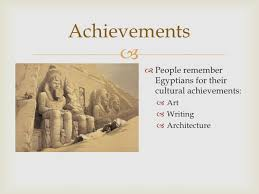 Achievements
People remember
Egyptians for their
cultural achievements:
Art
Writing
Architecture